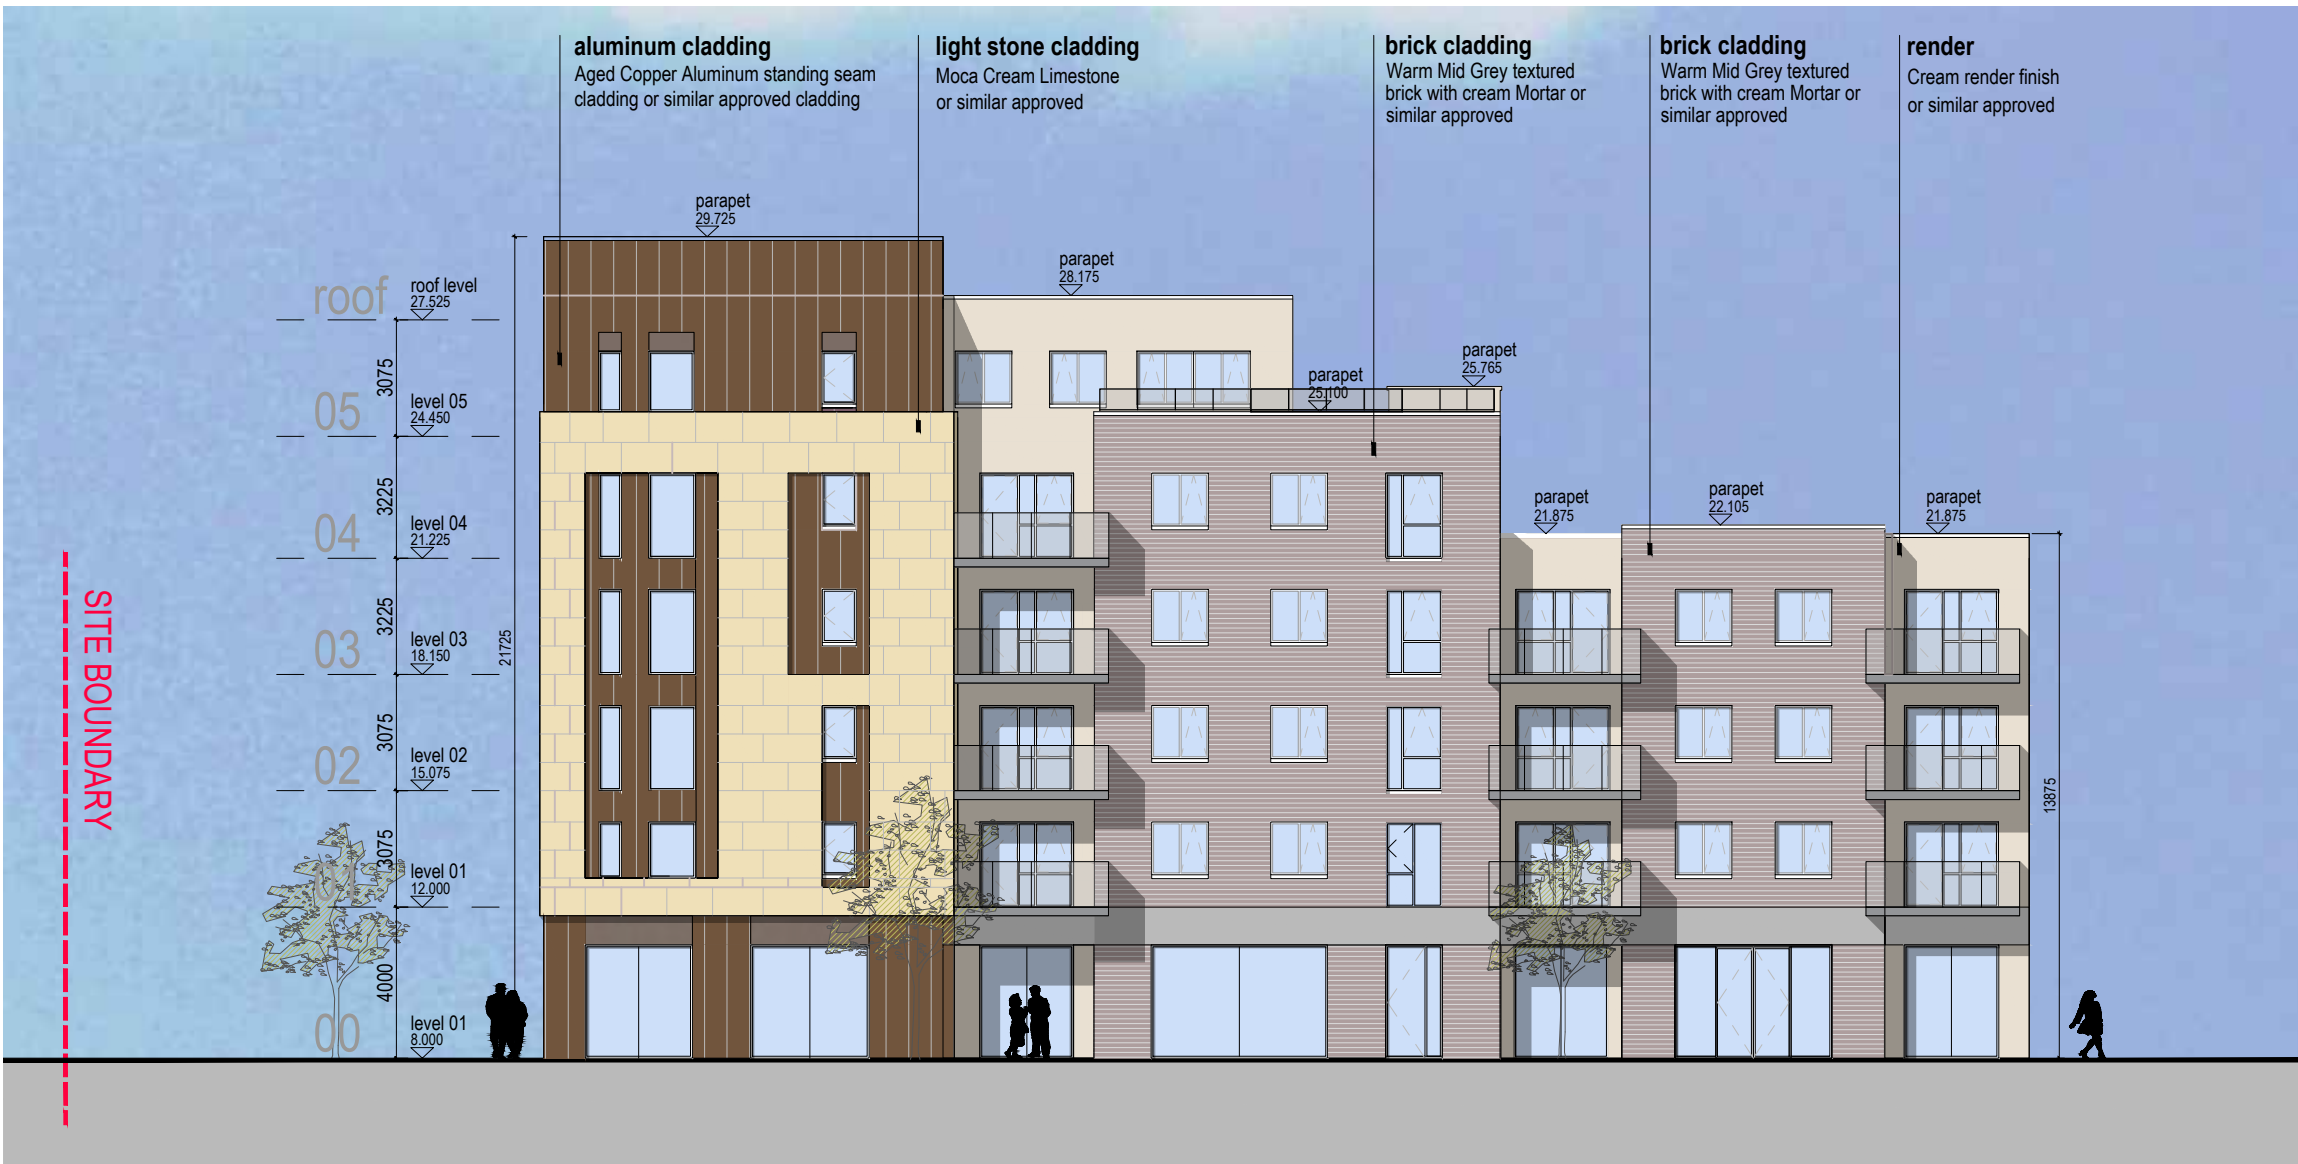 aluminum cladding
Aged Copper Aluminum standing seam
cladding or similar approved cladding
light stone cladding
Moca Cream Limestone
or similar approved
brick cladding
Warm Mid Grey textured
brick with cream Mortar or
similar approved
brick cladding
Warm Mid Grey textured
brick with cream Mortar or
similar approved
render
Cream render finish
or similar approved
parapet
29.725
parapet
28.175
parapet
25.100
parapet
25.765
parapet
21.875
parapet
22.105
parapet
21.875
roof
roof level
27.525
3075
05
level 05
24.450
3225
04
level 04
21.225
3225
03
level 03
18.150
3075
02
level 02
15.075
3075
01
level 01
12.000
4000
00
level 01
8.000
21725
13875
SITE BOUNDARY